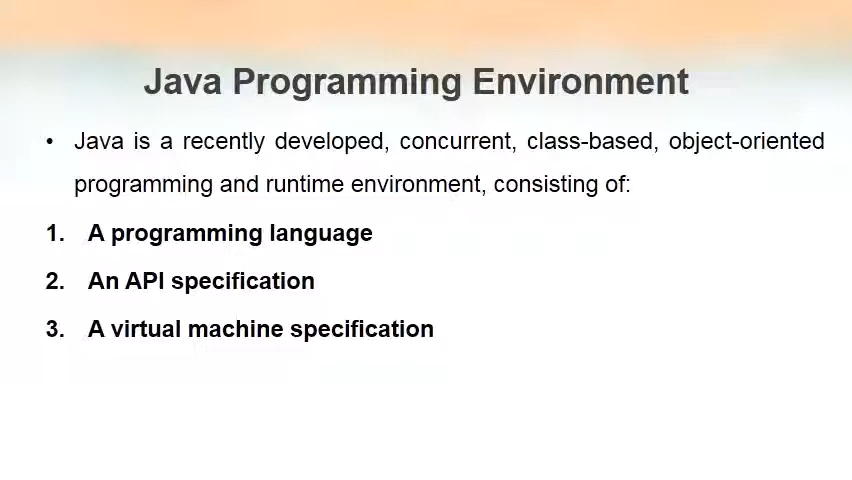 Java Programming Environment
• Java is a recently developed, concurrent, class-based, object-oriented
programming and runtime environment, consisting of:
1. A programming language
2. An API specification
3. A virtual machine specification